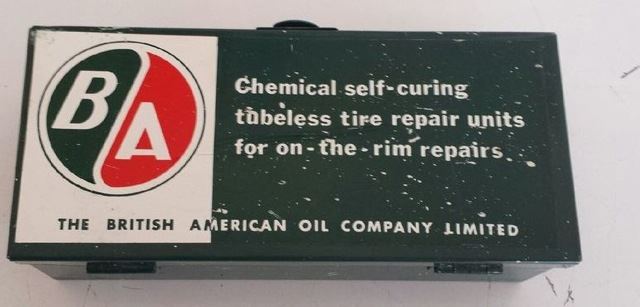 BA
Chemical self-curing
tubeless tire repair units
for on-the-rim repairs.
THE BRITISH AMERICAN OIL COMPANY LIMITED